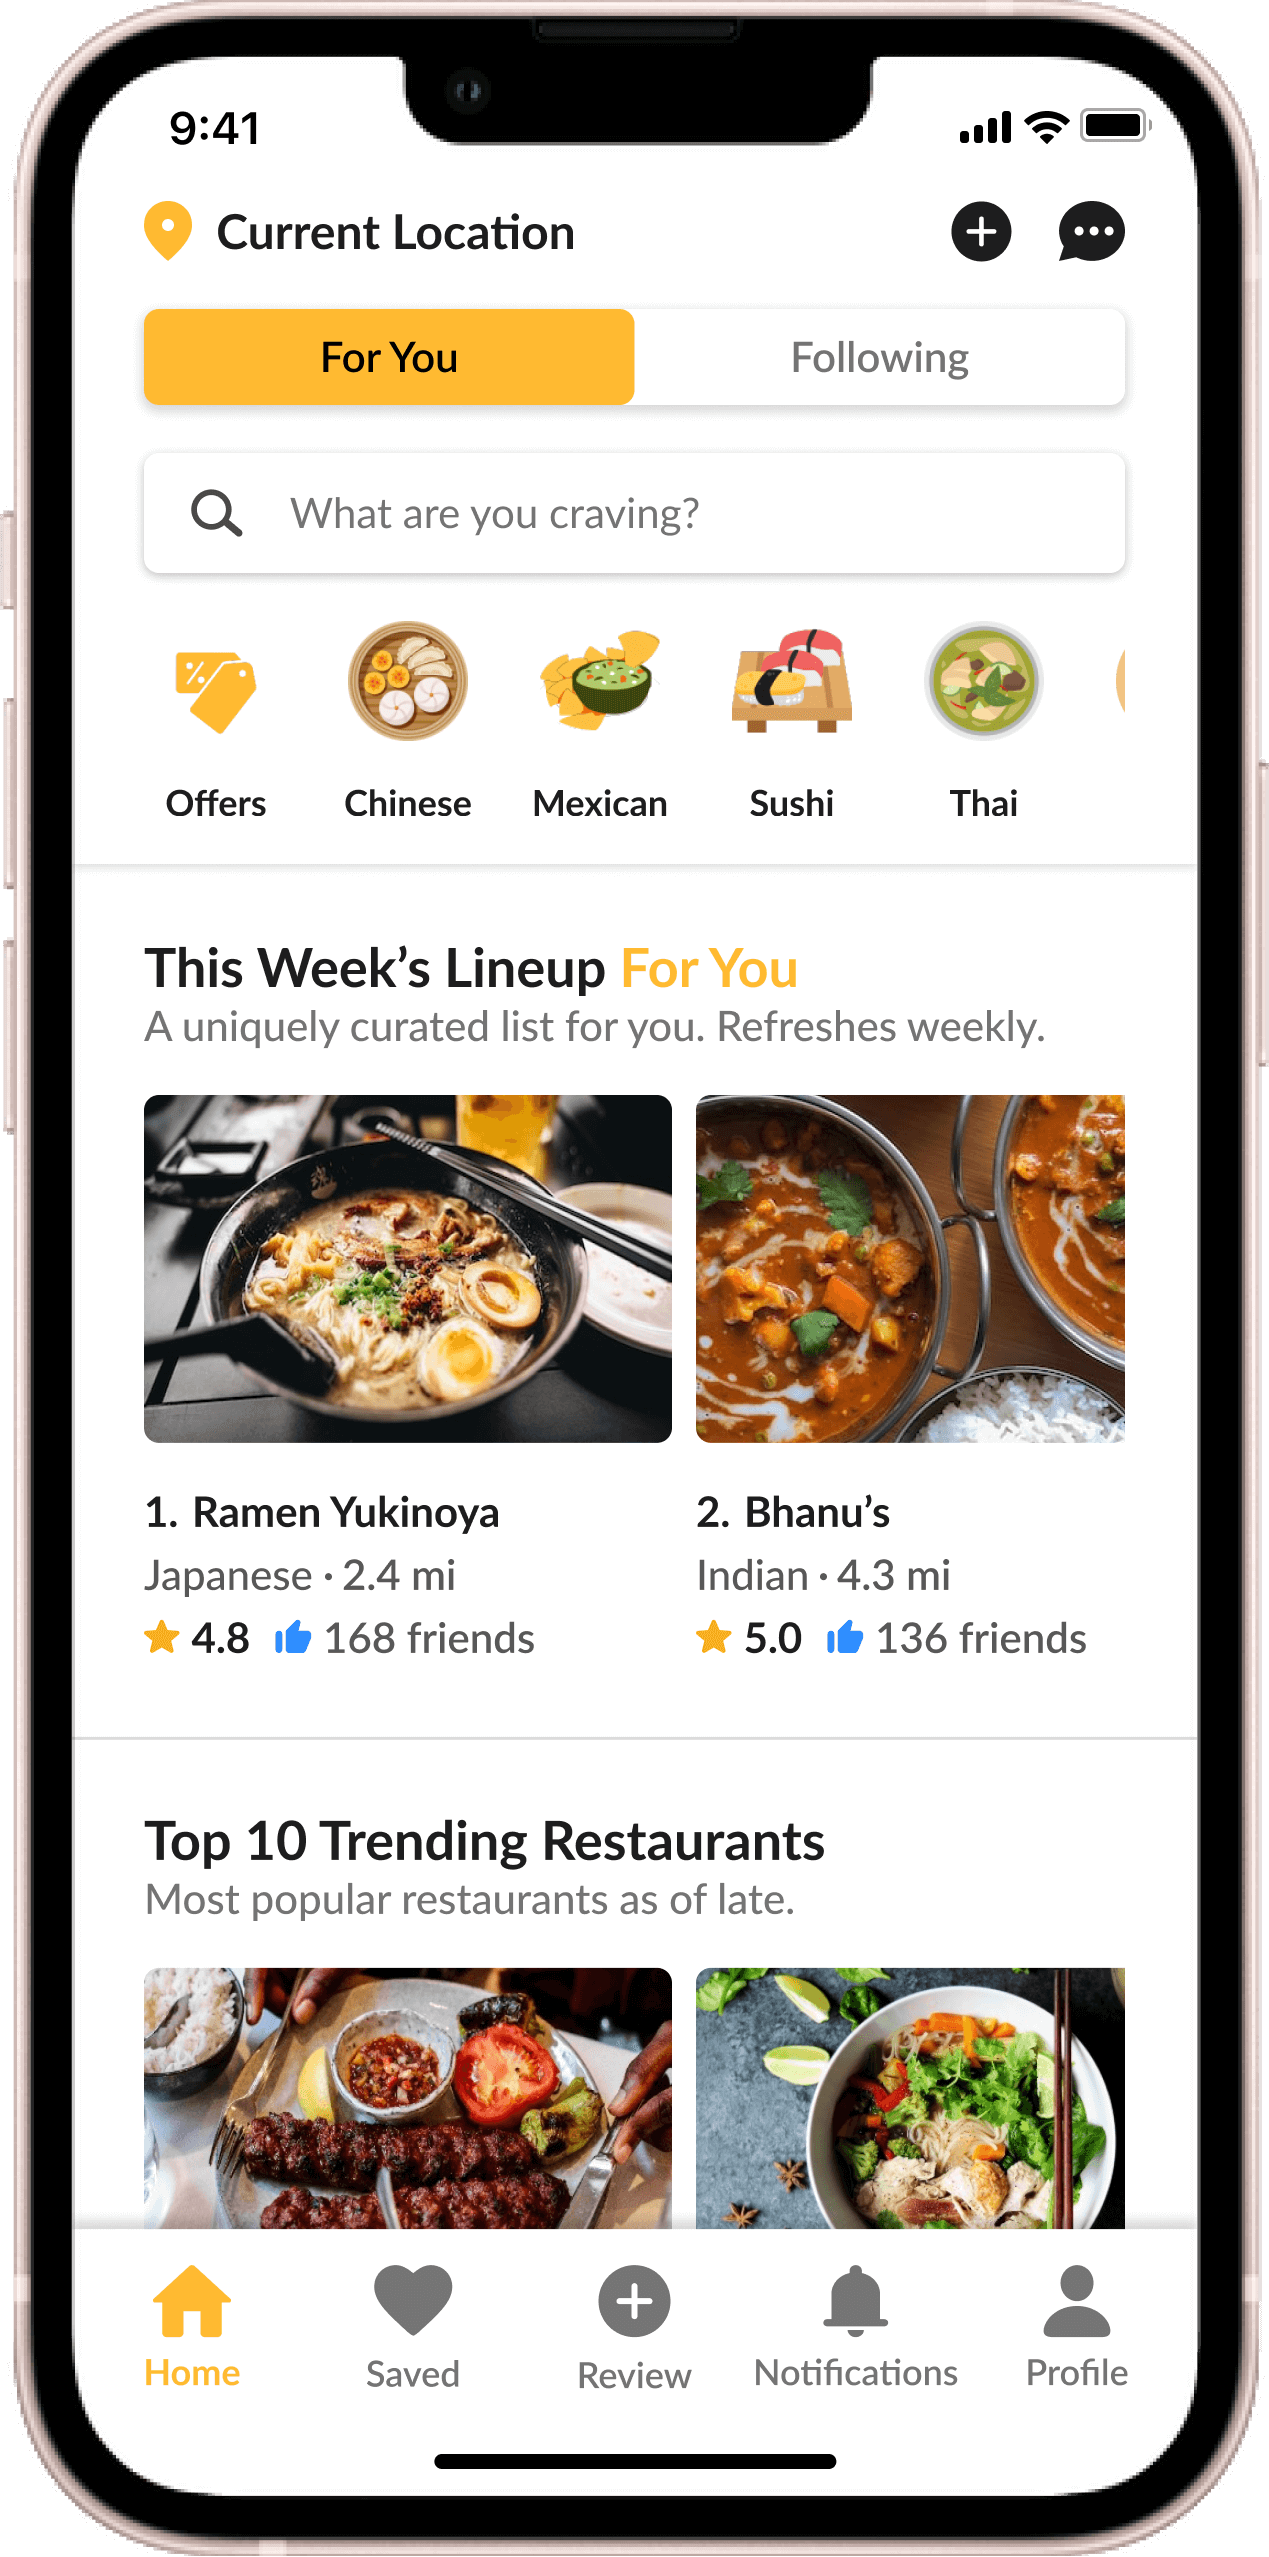 9:41
Current Location
For You Following
What are you craving?
Offers Chinese Mexican Sushi Thai
This Week’s Lineup For You
A uniquely curated list for you. Refreshes weekly.
1. Ramen Yukinoya
Japanese · 2.4 mi
4.8 168 friends
2. Bhanu’s
Indian · 4.3 mi
5.0 136 friends
Top 10 Trending Restaurants
Most popular restaurants as of late.
Home Saved Review Notifications Profile